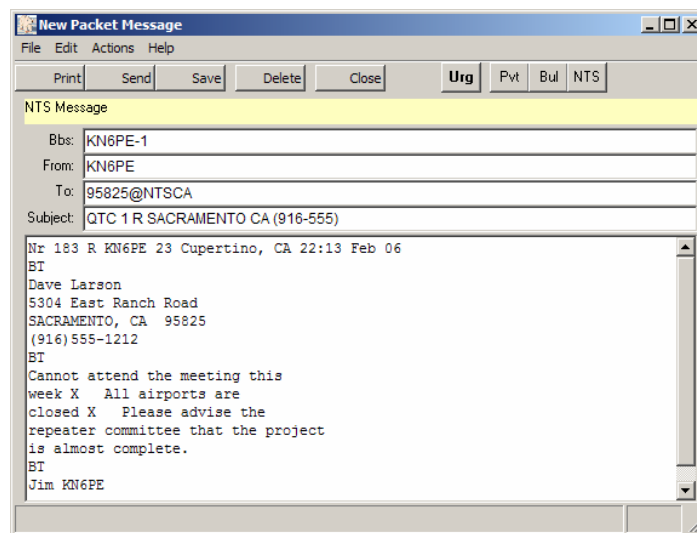 New Packet Message
File Edit Actions Help
Print Send Save Delete Close Urg Pvt Bul NTS
NTS Message
Bbs: KN6PE-1
From: KN6PE
To: 95825@NTSCA
Subject: QTC 1 R SACRAMENTO CA (916-555)
Nr 183 R KN6PE 23 Cupertino, CA 22:13 Feb 06
BT
Dave Larson
5304 East Ranch Road
SACRAMENTO, CA  95825
(916)555-1212
BT
Cannot attend the meeting this
week X   All airports are
closed X   Please advise the
repeater committee that the project
is almost complete.
BT
Jim KN6PE